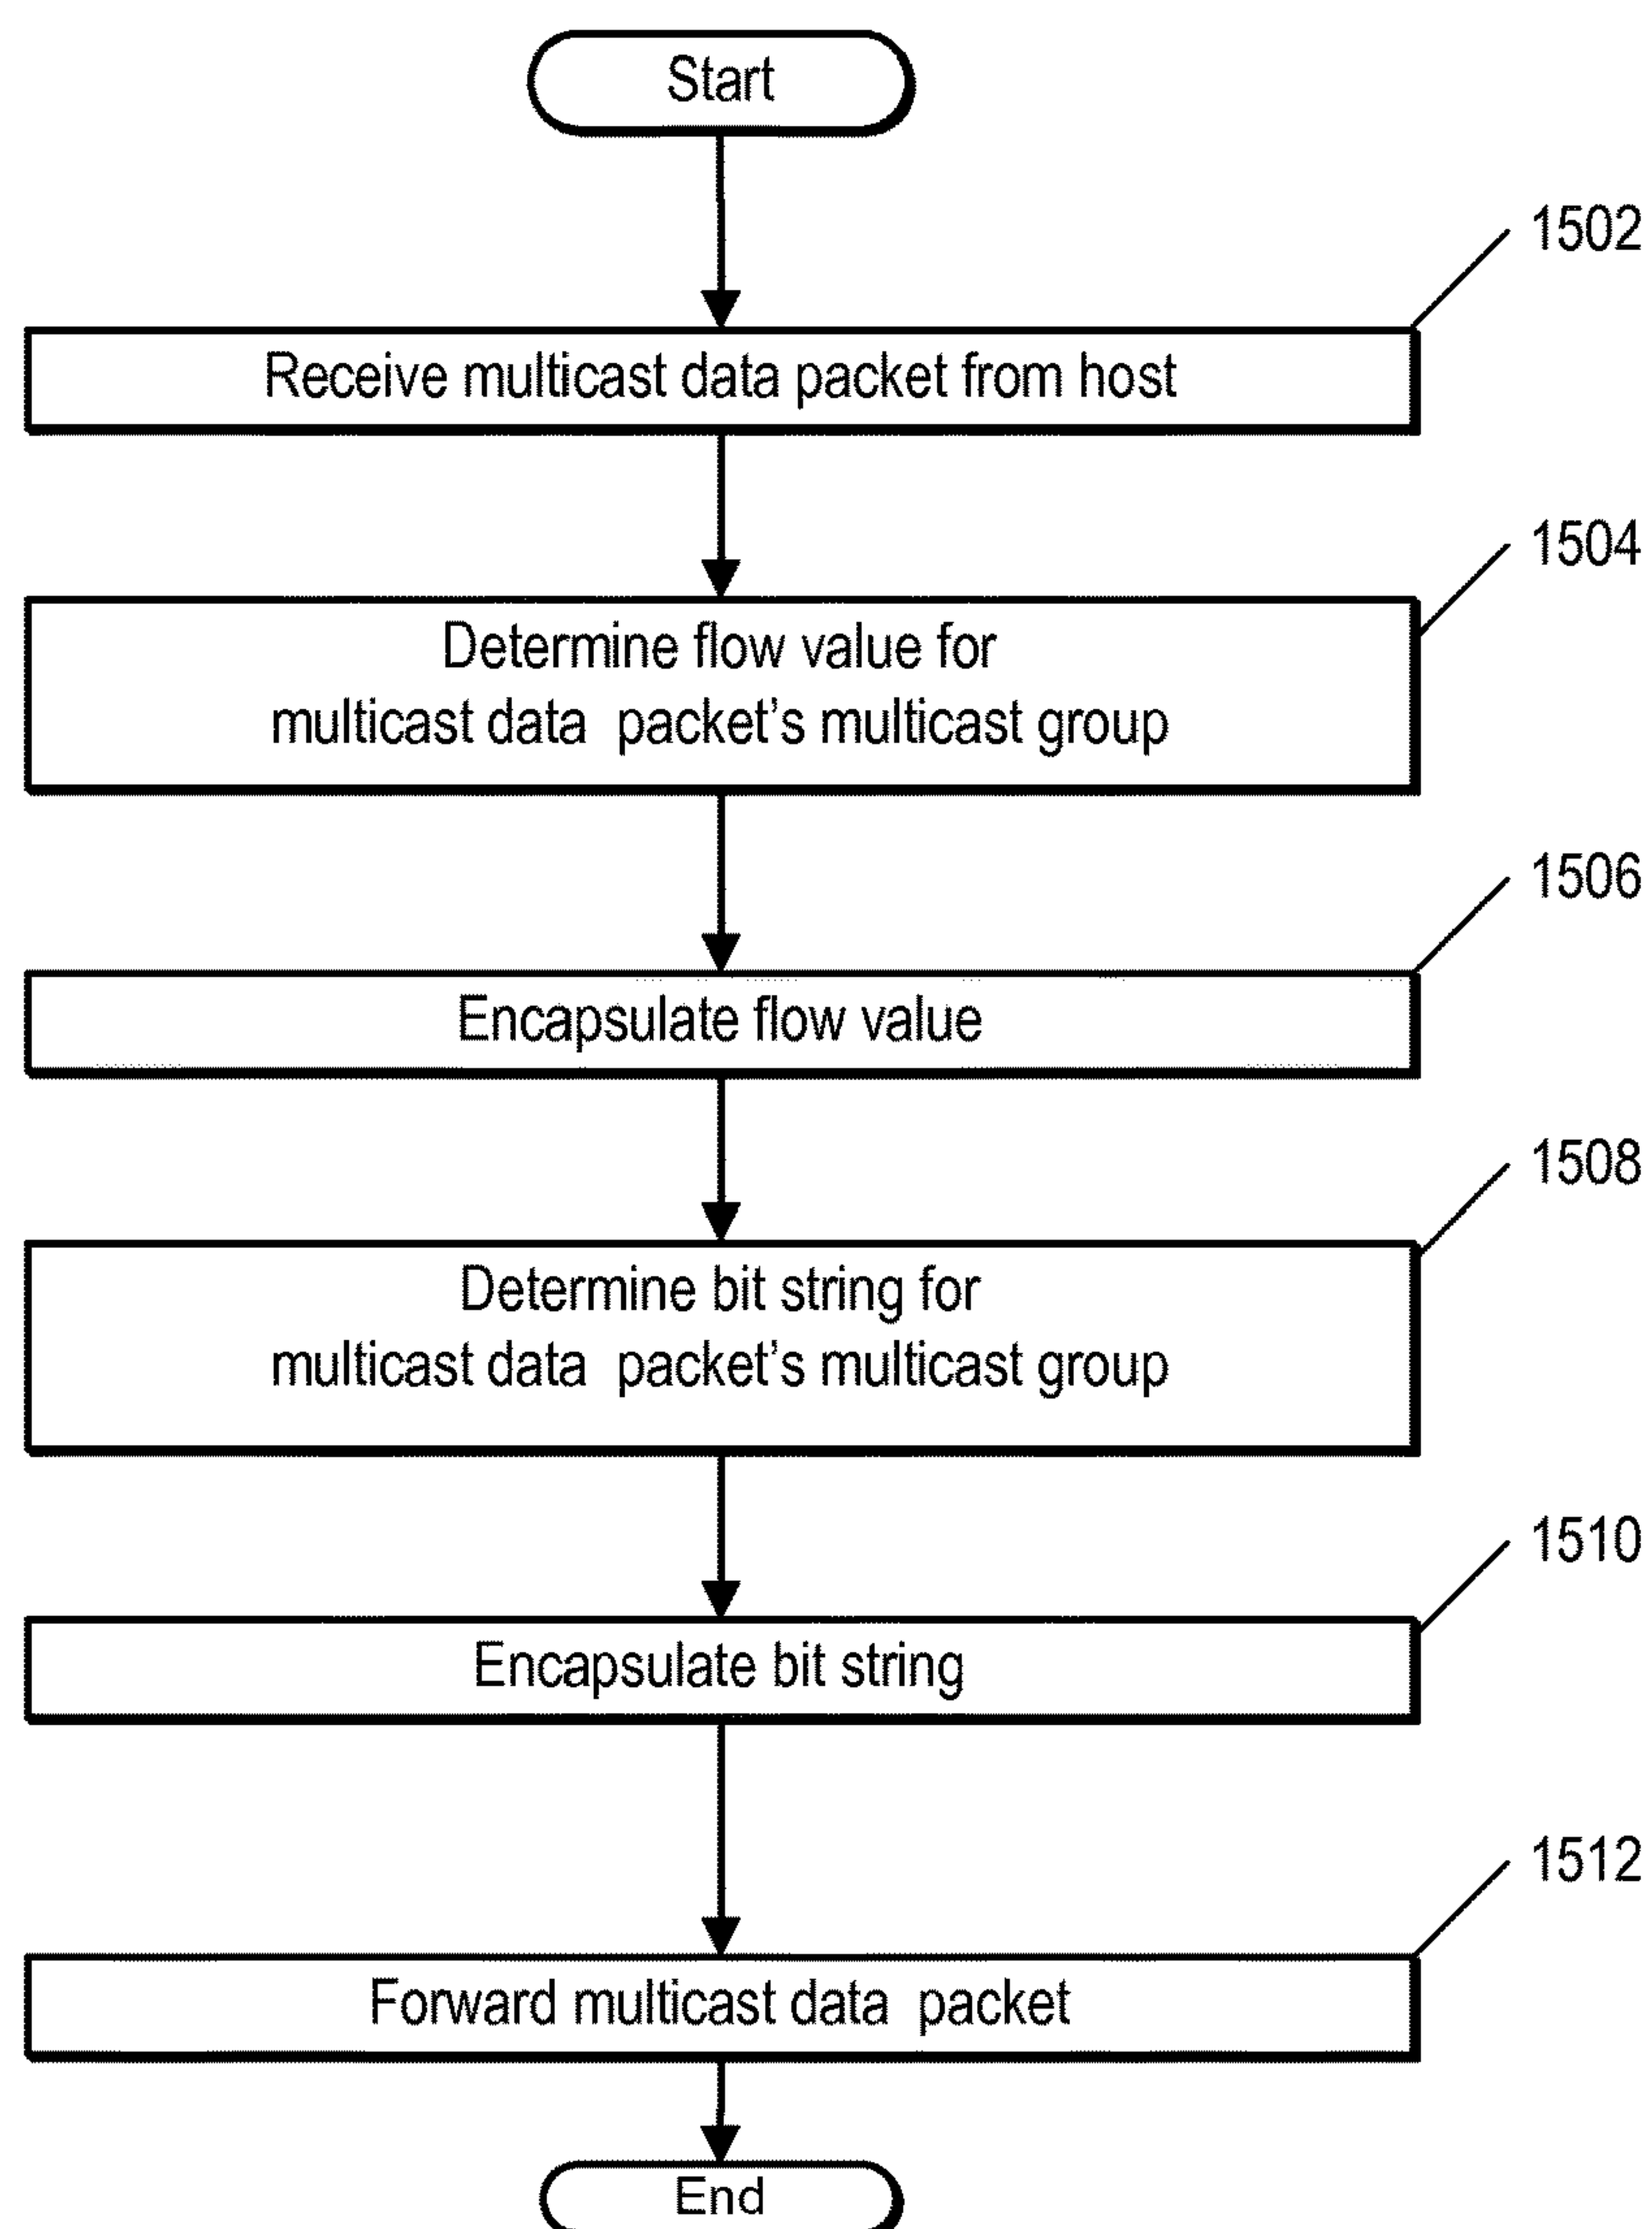 Start
1502
Receive multicast data packet from host
1504
Determine flow value for
multicast data packet's multicast group
1506
Encapsulate flow value
1508
Determine bit string for
multicast data packet's multicast group
1510
Encapsulate bit string
1512
Forward multicast data packet
End